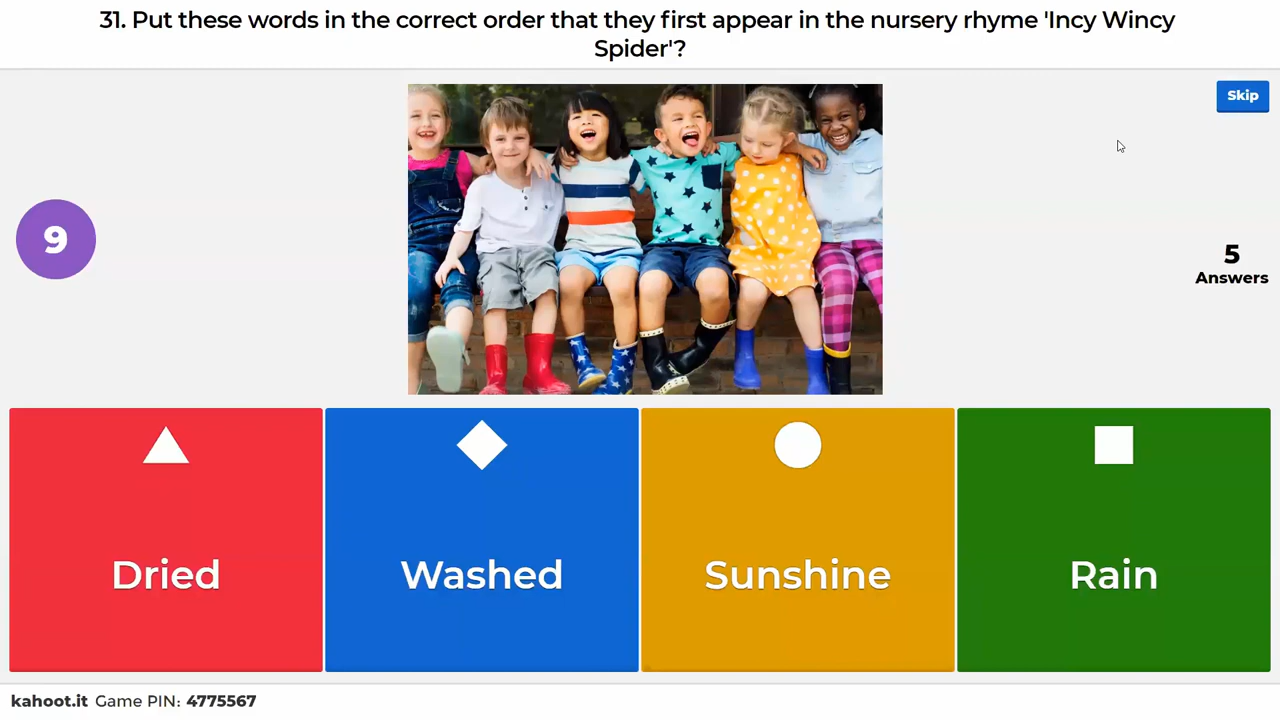 31. Put these words in the correct order that they first appear in the nursery rhyme 'Incy Wincy
Spider'?
Skip
9
5
Answers
Dried
Washed
Sunshine
Rain
kahoot.it Game PIN: 4775567